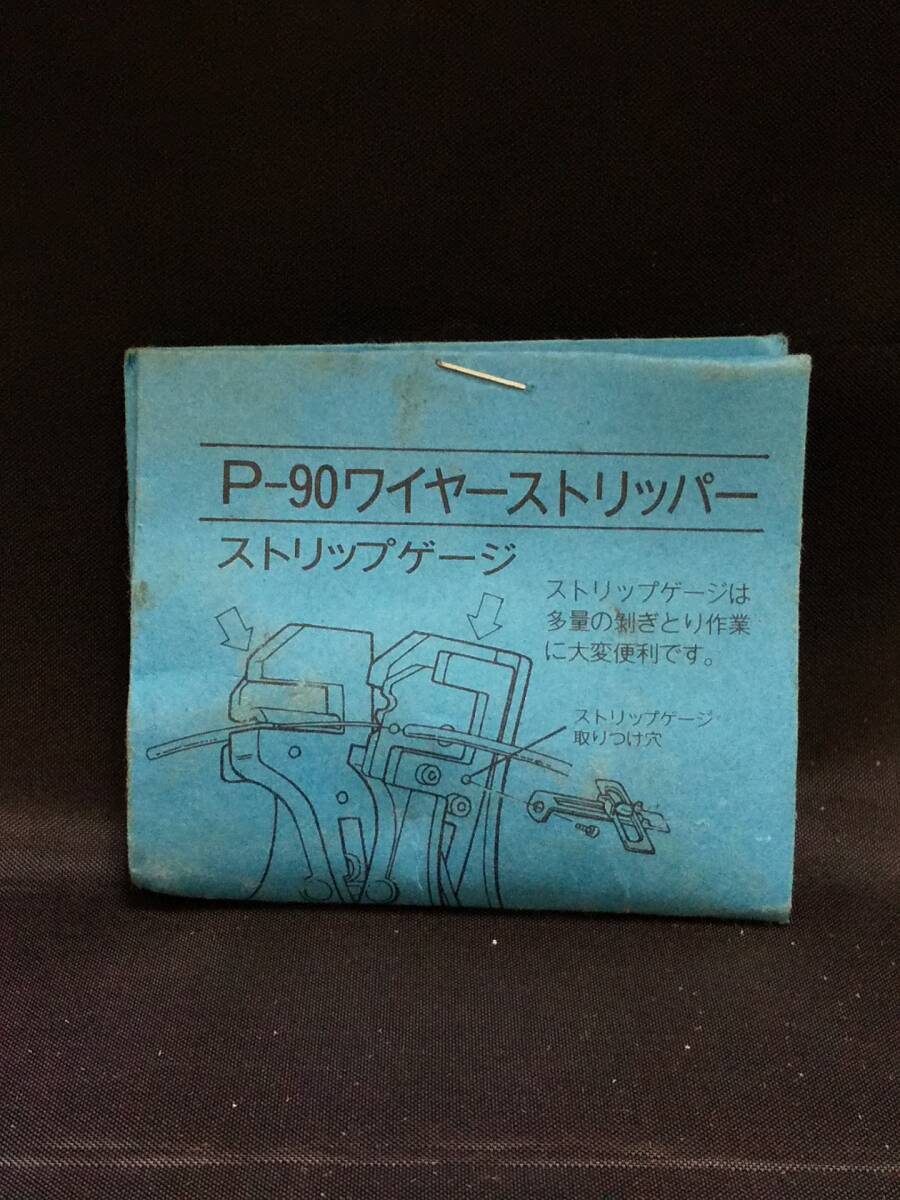 P-90ワイヤーストリッパー
ストリップゲージ
ストリップゲージは
多量の剝ぎとり作業
に大変便利です。
ストリップゲージ
取りつけ穴